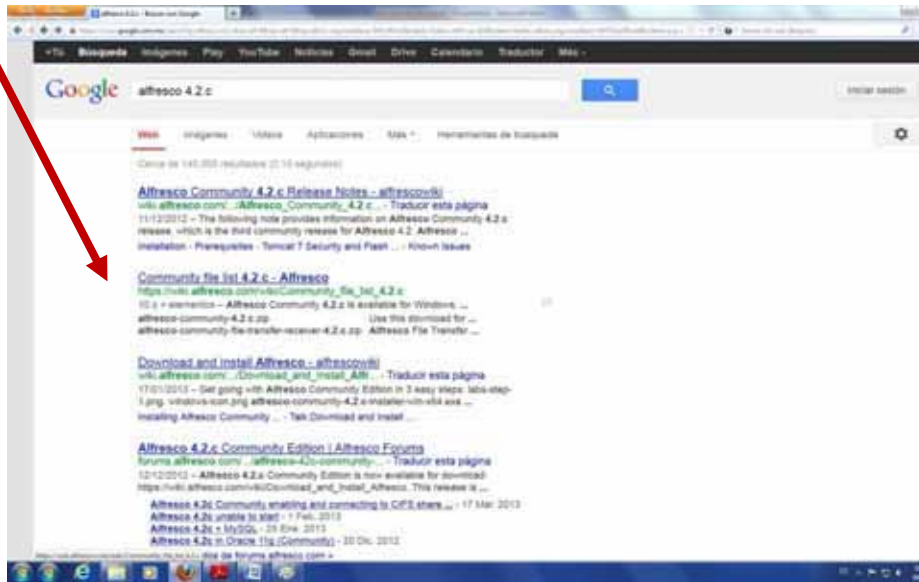 alfresco 4.2.c - Buscar con Google
+Tú Búsqueda Imágenes Play YouTube Noticias Gmail Drive Calendario Traductor Más
Google alfresco 4.2.c
Iniciar sesión
Web Imágenes Vídeos Aplicaciones Más Herramientas de búsqueda
Cerca de resultados segundos)
Alfresco Community 4.2.c Release Notes - alfrescowiki
wiki.alfresco.com/.../Alfresco_Community_4.2.c... - Traducir esta página
11/12/2012 – The following note provides information on Alfresco Community 4.2.c
release, which is the third community release for Alfresco 4.2. Alfresco ...
Installation - Prerequisites - Tomcat 7 Security and Flash ... - Known Issues
Community file list 4.2.c - Alfresco
https://wiki.alfresco.com/wiki/Community_file_list_4.2.c
elementos – Alfresco Community 4.2.c is available for Windows, ...
alfresco-community-4.2.c.zip Use this download for ...
alfresco-community-file-transfer-receiver-4.2.c.zip Alfresco File Transfer ...
Download and Install Alfresco - alfrescowiki
wiki.alfresco.com/.../Download_and_Install_Alfr... - Traducir esta página
17/01/2013 – Get going with Alfresco Community Edition in 3 easy steps. labs-step-
1.png. windows-icon.png alfresco-community-4.2.c-installer-win-x64.exe ...
Installing Alfresco Community ... - Talk:Download and Install ...
Alfresco 4.2.c Community Edition | Alfresco Forums
forums.alfresco.com/.../alfresco-42c-community-... - Traducir esta página
12/12/2012 – Alfresco 4.2.c Community Edition is now available for download
https://wiki.alfresco.com/wiki/Download_and_Install_Alfresco. This release is ...
Alfresco 4.2c Community enabling and connecting to CIFS share ... - 17 Mar. 2013
Alfresco 4.2c unable to start - 1 Feb. 2013
Alfresco 4.2c + MySQL - 25 Ene. 2013
Alfresco 4.2c in Oracle 11g (Community) - 20 Dic. 2012
dos de forums.alfresco.com »